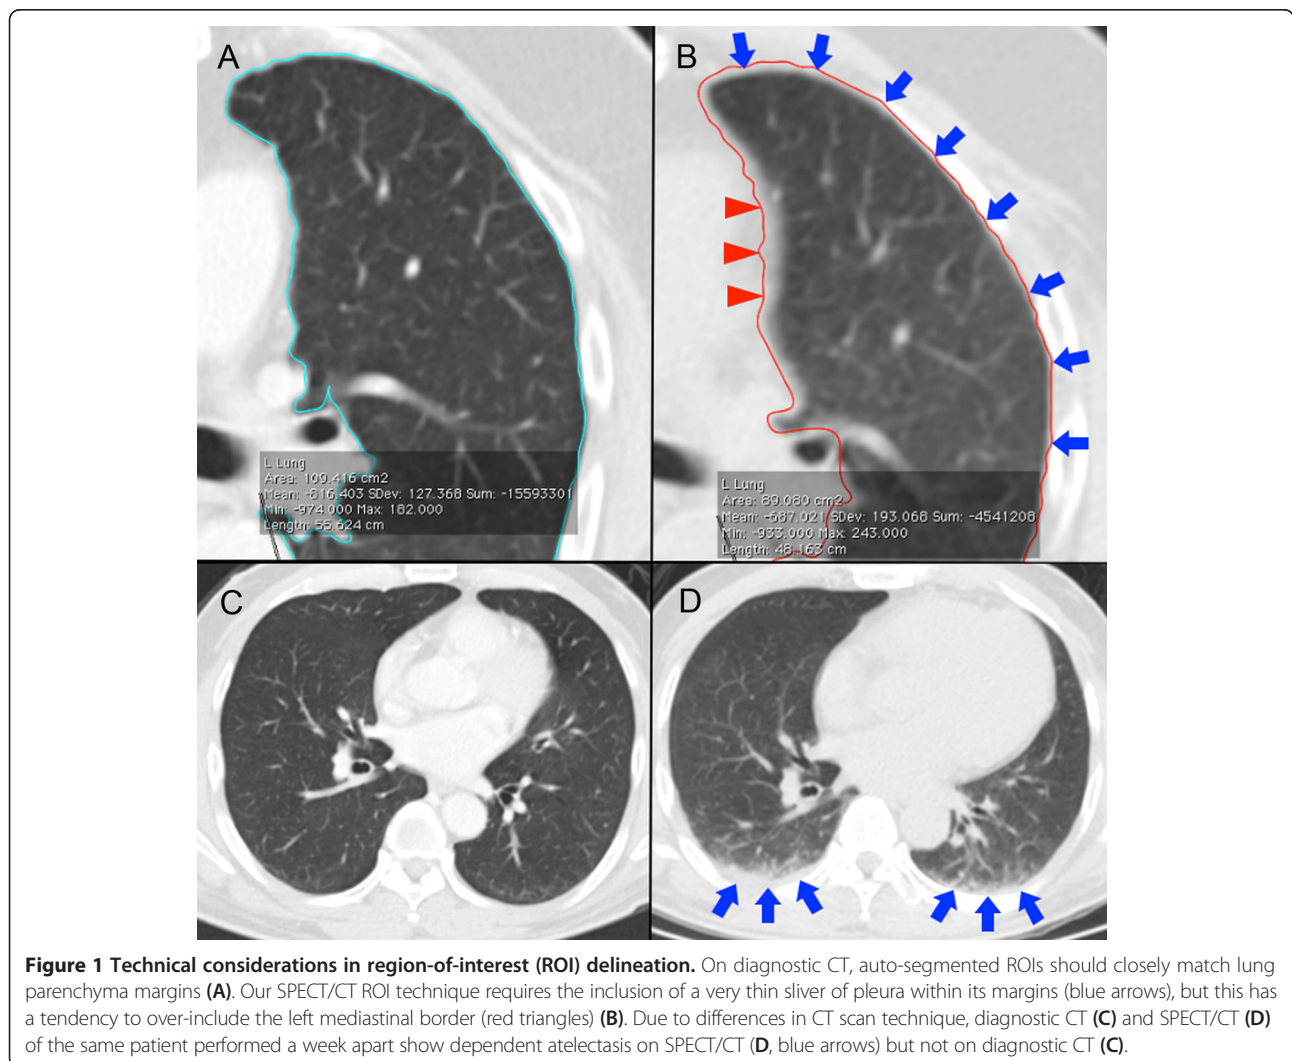 A
B
L Lung
Area: 109.416 cm2
Mean: -816.403 SDev: 127.368 Sum: -15593301
Min: -974.000 Max: 182.000
Length: 55.624 cm
L Lung
Area: 89.080 cm2
Mean: -687.021 SDev: 193.068 Sum: -4541208
Min: -933.000 Max: 243.000
Length: 48.163 cm
C
D
Figure 1 Technical considerations in region-of-interest (ROI) delineation. On diagnostic CT, auto-segmented ROIs should closely match lung
parenchyma margins (A). Our SPECT/CT ROI technique requires the inclusion of a very thin sliver of pleura within its margins (blue arrows), but this has
a tendency to over-include the left mediastinal border (red triangles) (B). Due to differences in CT scan technique, diagnostic CT (C) and SPECT/CT (D)
of the same patient performed a week apart show dependent atelectasis on SPECT/CT (D, blue arrows) but not on diagnostic CT (C).